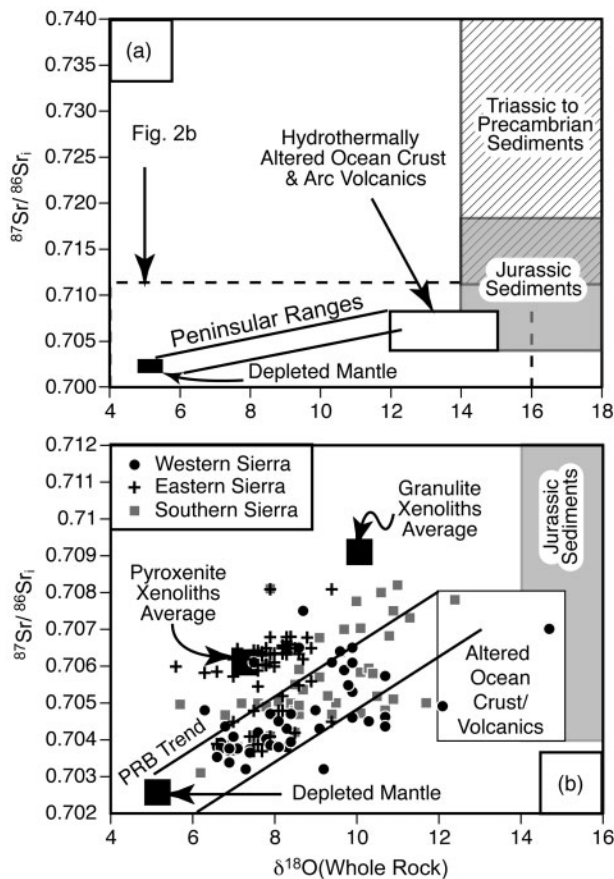 (a)
0.740
0.735
0.730
0.725
0.720
0.715
0.710
0.705
0.700
87Sr/ 86Sri
Fig. 2b
Hydrothermally
Altered Ocean Crust
& Arc Volcanics
Triassic to
Precambrian
Sediments
Jurassic
Sediments
Peninsular Ranges
Depleted Mantle
4 6 8 10 12 14 16 18
0.712
0.711
0.71
0.709
0.708
0.707
0.706
0.705
0.704
0.703
0.702
87Sr/ 86Sri
Western Sierra
Eastern Sierra
Southern Sierra
Granulite
Xenoliths
Average
Jurassic
Sediments
Pyroxenite
Xenoliths
Average
Altered
Ocean
Crust/
Volcanics
PRB Trend
Depleted Mantle
(b)
4 6 8 10 12 14 16
δ18O(Whole Rock)